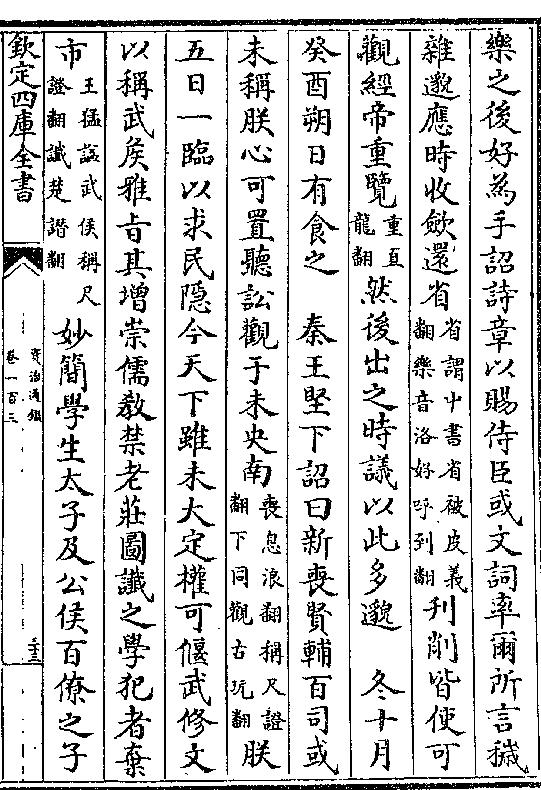 樂之後好為手詔詩章以賜侍臣或文詞率爾所言穢
雜邈應時收斂還省省謂中書省被皮義翻樂音洛好呼到翻刋削皆使可
觀經帝重覽重直龍翻然後出之時議以此多邈 冬十月
癸酉朔日有食之 秦王堅下詔曰新喪賢輔百司或
未稱朕心可置聽訟觀于未央南喪息浪翻稱尺證翻下同觀古玩翻朕
五日一臨以求民隱今天下雖未大定權可偃武修文
以稱武侯雅旨其增崇儒教禁老莊圖讖之學犯者棄
市王猛諡武侯稱尺證翻讖楚譖翻妙簡學生太子及公侯百僚之子
欽定四庫全書
資治通鑑
卷一百三
二十三